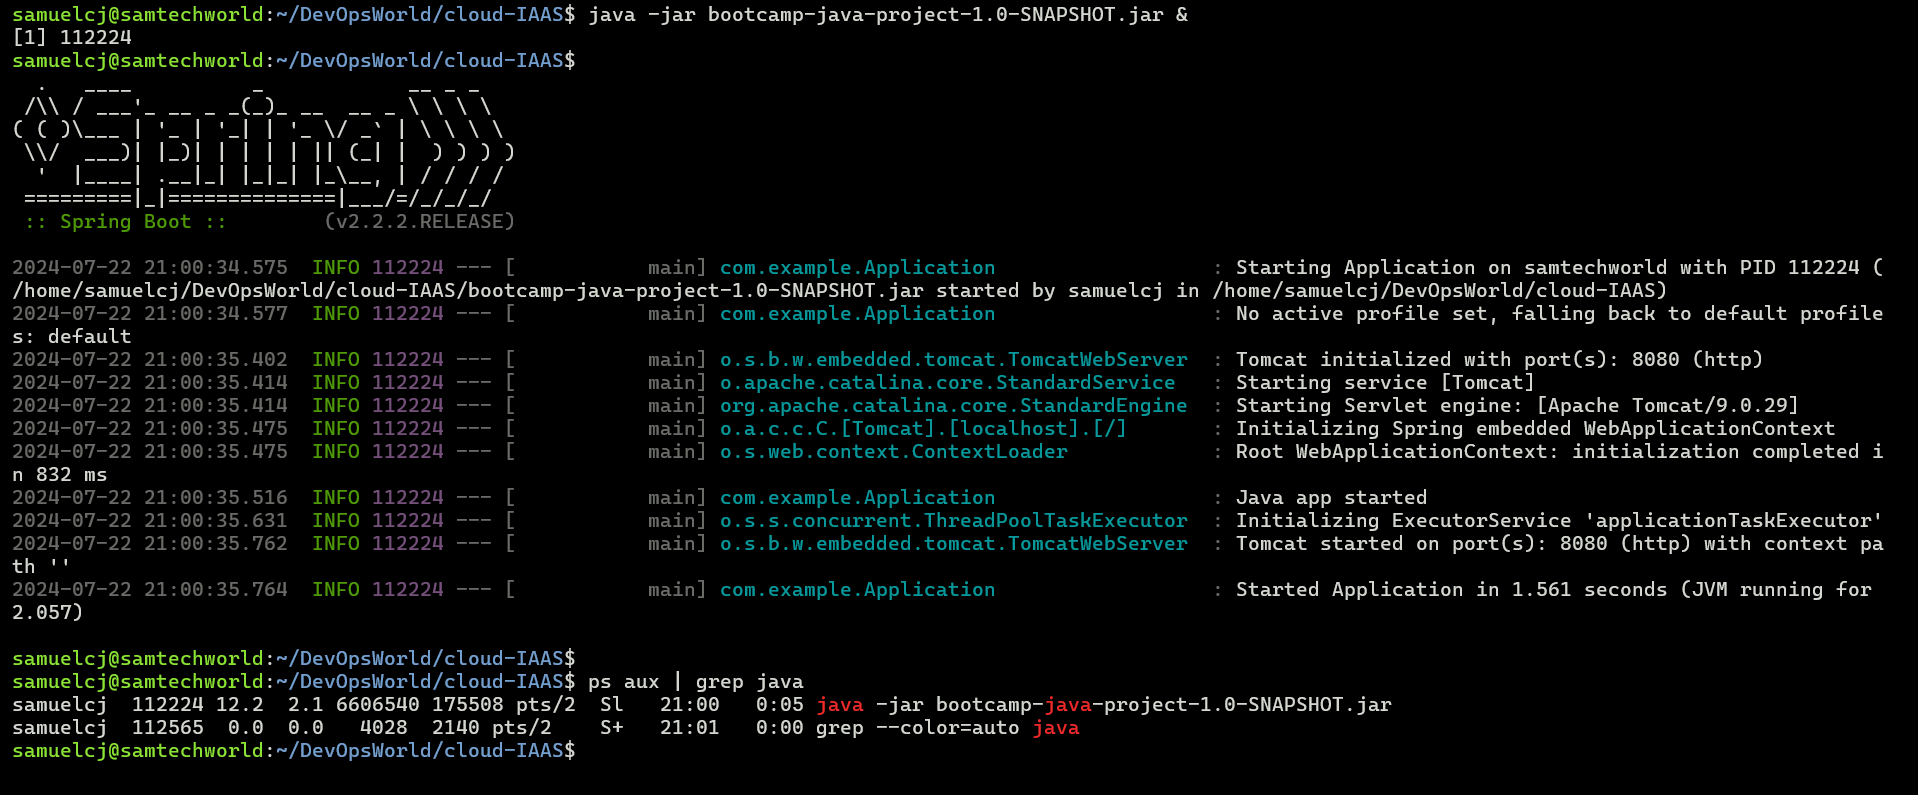 samuelcj@samtechworld:~/DevOpsWorld/cloud-IAAS$ java -jar bootcamp-java-project-1.0-SNAPSHOT.jar &
[1] 112224
samuelcj@samtechworld:~/DevOpsWorld/cloud-IAAS$
  .   ____          _            __ _ _
 /\\ / ___'_ __ _ _(_)_ __  __ _ \ \ \ \
( ( )\___ | '_ | '_| | '_ \/ _` | \ \ \ \
 \\/  ___)| |_)| | | | | || (_| |  ) ) ) )
  '  |____| .__|_| |_|_| |_\__, | / / / /
 =========|_|==============|___/=/_/_/_/
 :: Spring Boot ::        (v2.2.2.RELEASE)
2024-07-22 21:00:34.575  INFO 112224 --- [           main] com.example.Application                  : Starting Application on samtechworld with PID 112224 (
/home/samuelcj/DevOpsWorld/cloud-IAAS/bootcamp-java-project-1.0-SNAPSHOT.jar started by samuelcj in /home/samuelcj/DevOpsWorld/cloud-IAAS)
2024-07-22 21:00:34.577  INFO 112224 --- [           main] com.example.Application                  : No active profile set, falling back to default profile
s: default
2024-07-22 21:00:35.402  INFO 112224 --- [           main] o.s.b.w.embedded.tomcat.TomcatWebServer  : Tomcat initialized with port(s): 8080 (http)
2024-07-22 21:00:35.414  INFO 112224 --- [           main] o.apache.catalina.core.StandardService   : Starting service [Tomcat]
2024-07-22 21:00:35.414  INFO 112224 --- [           main] org.apache.catalina.core.StandardEngine  : Starting Servlet engine: [Apache Tomcat/9.0.29]
2024-07-22 21:00:35.475  INFO 112224 --- [           main] o.a.c.c.C.[Tomcat].[localhost].[/]       : Initializing Spring embedded WebApplicationContext
2024-07-22 21:00:35.475  INFO 112224 --- [           main] o.s.web.context.ContextLoader            : Root WebApplicationContext: initialization completed i
n 832 ms
2024-07-22 21:00:35.516  INFO 112224 --- [           main] com.example.Application                  : Java app started
2024-07-22 21:00:35.631  INFO 112224 --- [           main] o.s.s.concurrent.ThreadPoolTaskExecutor  : Initializing ExecutorService 'applicationTaskExecutor'
2024-07-22 21:00:35.762  INFO 112224 --- [           main] o.s.b.w.embedded.tomcat.TomcatWebServer  : Tomcat started on port(s): 8080 (http) with context pa
th ''
2024-07-22 21:00:35.764  INFO 112224 --- [           main] com.example.Application                  : Started Application in 1.561 seconds (JVM running for
2.057)
samuelcj@samtechworld:~/DevOpsWorld/cloud-IAAS$
samuelcj@samtechworld:~/DevOpsWorld/cloud-IAAS$ ps aux | grep java
samuelcj  112224 12.2  2.1 6606540 175508 pts/2  Sl   21:00   0:05 java -jar bootcamp-java-project-1.0-SNAPSHOT.jar
samuelcj  112565  0.0  0.0   4028  2140 pts/2    S+   21:01   0:00 grep --color=auto java
samuelcj@samtechworld:~/DevOpsWorld/cloud-IAAS$